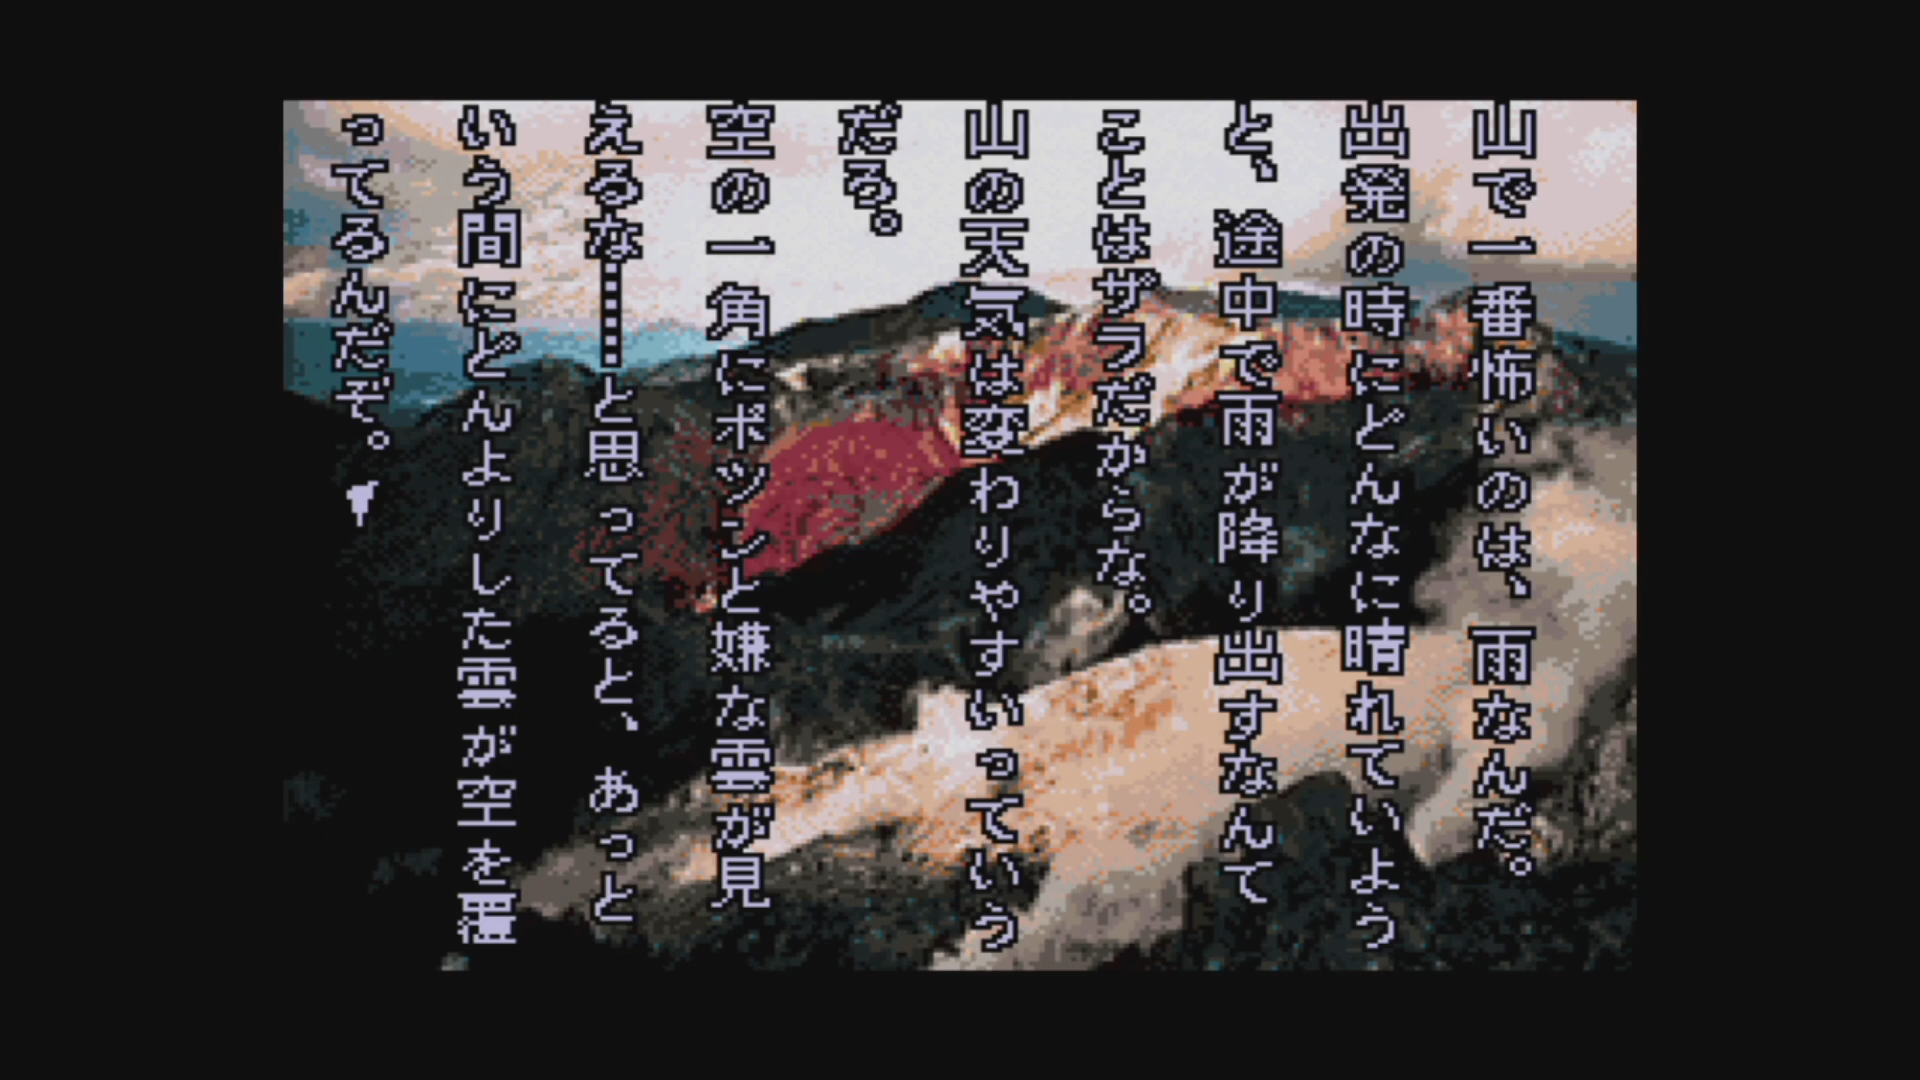 山で一番怖いのは、雨なんだ。
出発の時にどんなに晴れていよう
と、途中で雨が降り出すなんて
ことはザラだからな。
山の天気は変わりやすいっていう
だろ。
空の一角にポツンと嫌な雲が見
えるな……と思ってると、あっと
いう間にどんよりした雲が空を覆
ってるんだぞ。